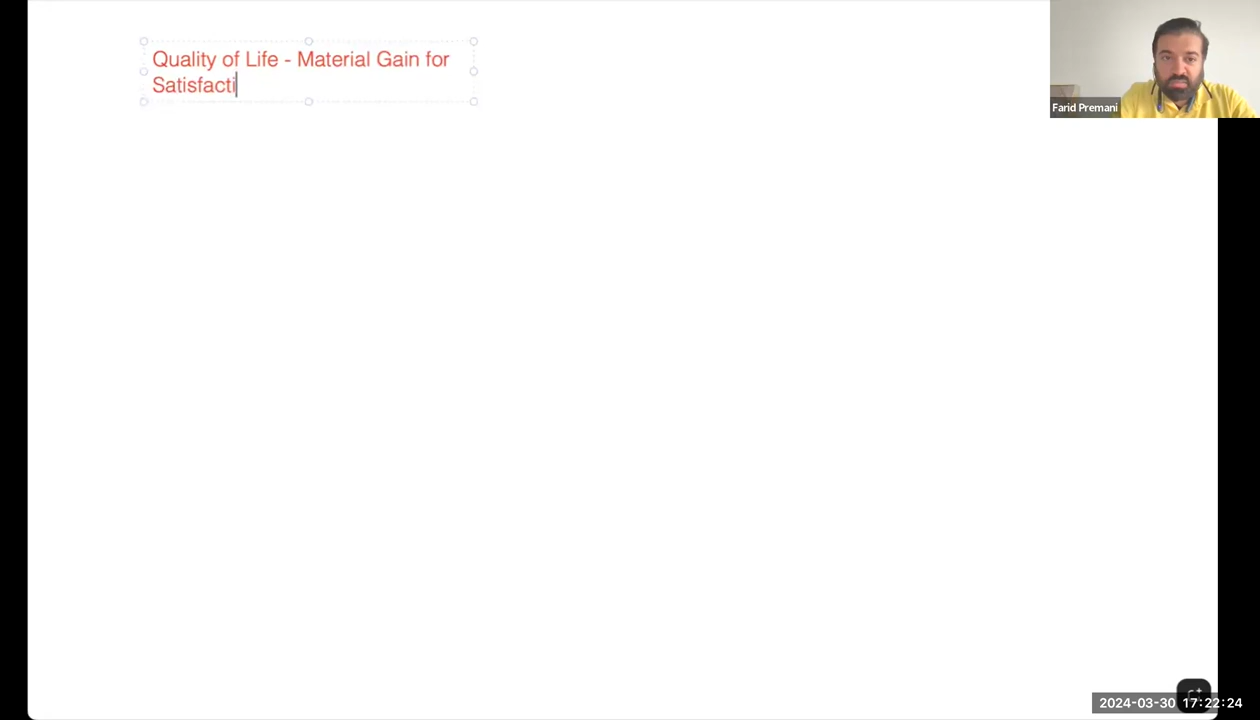 Quality of Life - Material Gain for
Satisfacti
Farid Premani
2024-03-30 17:22:24